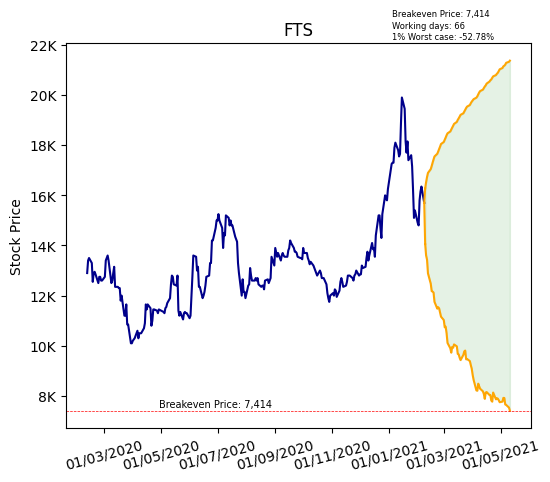 Breakeven Price: 7,414
Working days: 66
1% Worst case: -52.78%
FTS
Stock Price
22K
20K
18K
16K
14K
12K
10K
8K
Breakeven Price: 7,414
01/03/2020
01/05/2020
01/07/2020
01/09/2020
01/11/2020
01/01/2021
01/03/2021
01/05/2021